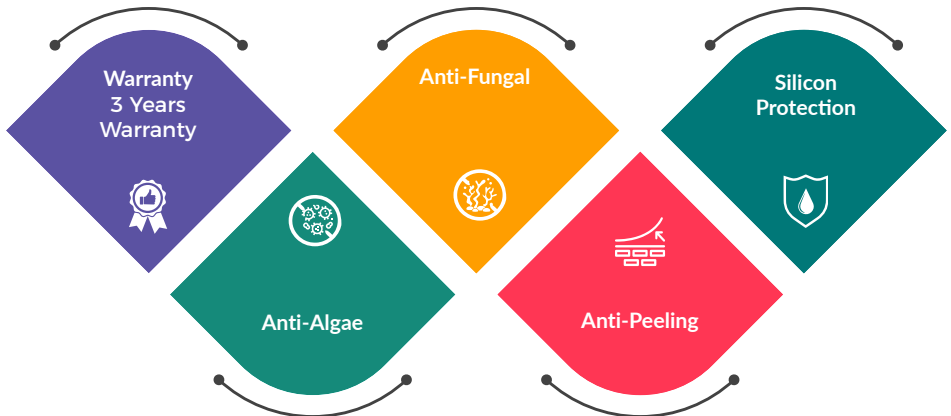 Warranty
3 Years
Warranty
Anti-Algae
Anti-Fungal
Anti-Peeling
Silicon
Protection